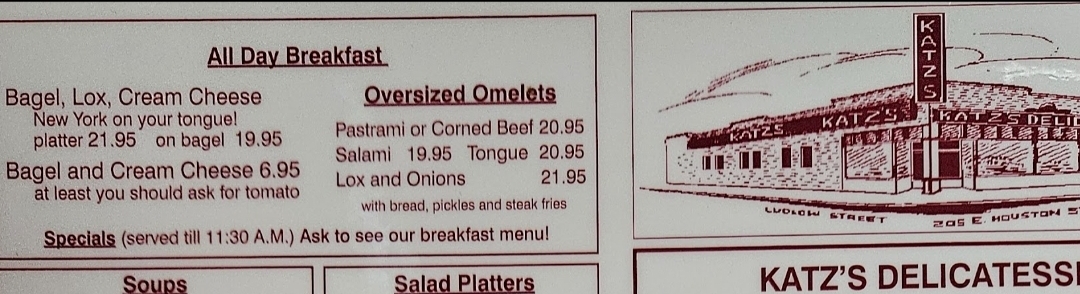 All Day Breakfast
Bagel, Lox, Cream Cheese
New York on your tongue!
platter 21.95 on bagel 19.95
Bagel and Cream Cheese 6.95
at least you should ask for tomato
Oversized Omelets
Pastrami or Corned Beef 20.95
Salami 19.95 Tongue 20.95
Lox and Onions 21.95
with bread, pickles and steak fries
Specials (served till 11:30 A.M.) Ask to see our breakfast menu!
Soups
Salad Platters
KATZS
KATZS
KATZ'S
KATZ'S DELIC
LUDLOW STREET
205 E. HOUSTON S
KATZ'S DELICATESS